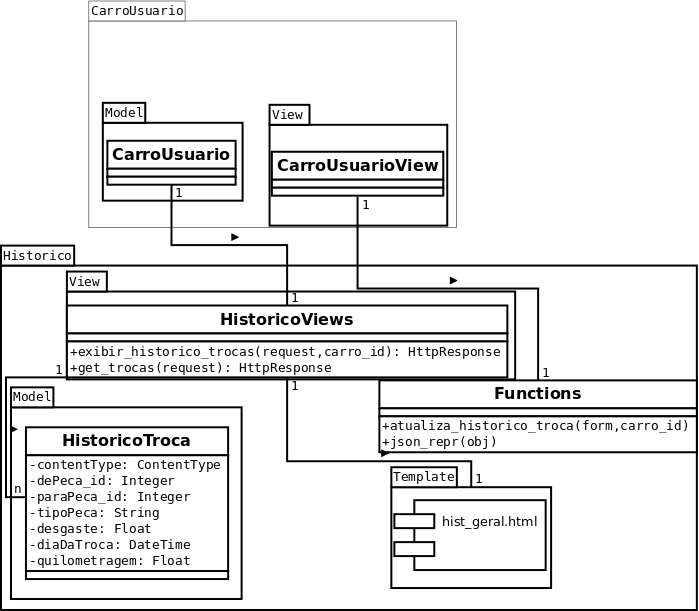 CarroUsuario
Model
View
CarroUsuario
CarroUsuarioView
1
1
Historico
View
1
HistoricoViews
+exibir_historico_trocas(request,carro_id): HttpResponse
+get_trocas(request): HttpResponse
1
1
1
Model
Functions
+atualiza_historico_troca(form,carro_id)
+json_repr(obj)
HistoricoTroca
-contentType: ContentType
-dePeca_id: Integer
-paraPeca_id: Integer
-tipoPeca: String
-desgaste: Float
-diaDaTroca: DateTime
-quilometragem: Float
n
Template
1
hist_geral.html